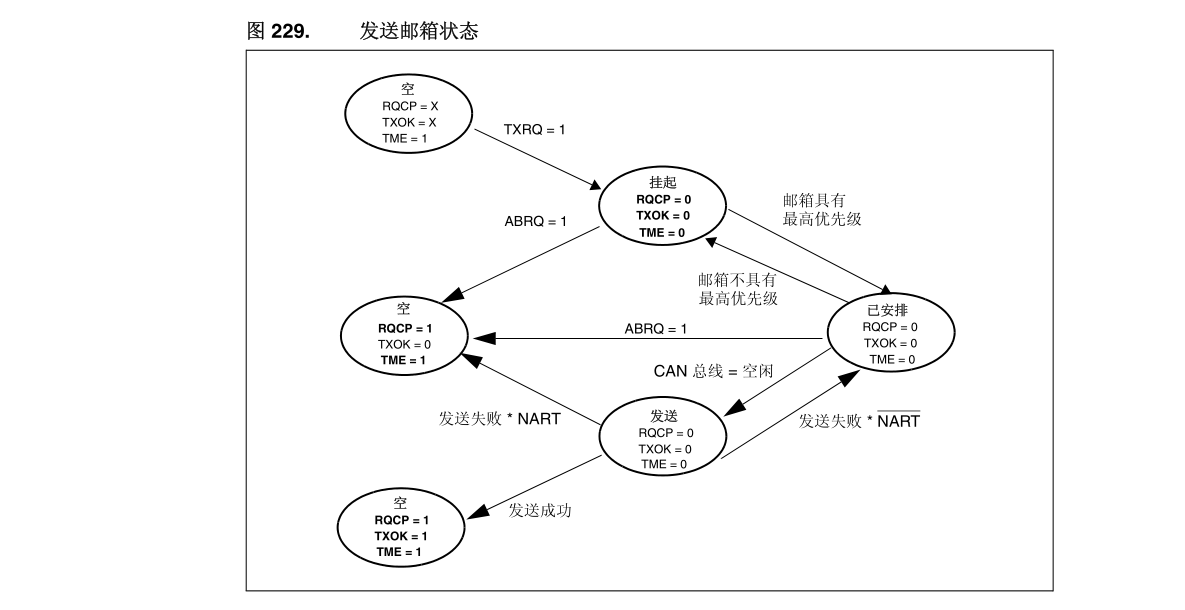 图 229. 发送邮箱状态
空
RQCP = X
TXOK = X
TME = 1
TXRQ = 1
挂起
RQCP = 0
TXOK = 0
TME = 0
邮箱具有
最高优先级
ABRQ = 1
邮箱不具有
最高优先级
空
RQCP = 1
TXOK = 0
TME = 1
ABRQ = 1
已安排
RQCP = 0
TXOK = 0
TME = 0
CAN 总线 = 空闲
发送失败 * NART
发送
RQCP = 0
TXOK = 0
TME = 0
发送失败 * N̅A̅R̅T̅
空
RQCP = 1
TXOK = 1
TME = 1
发送成功